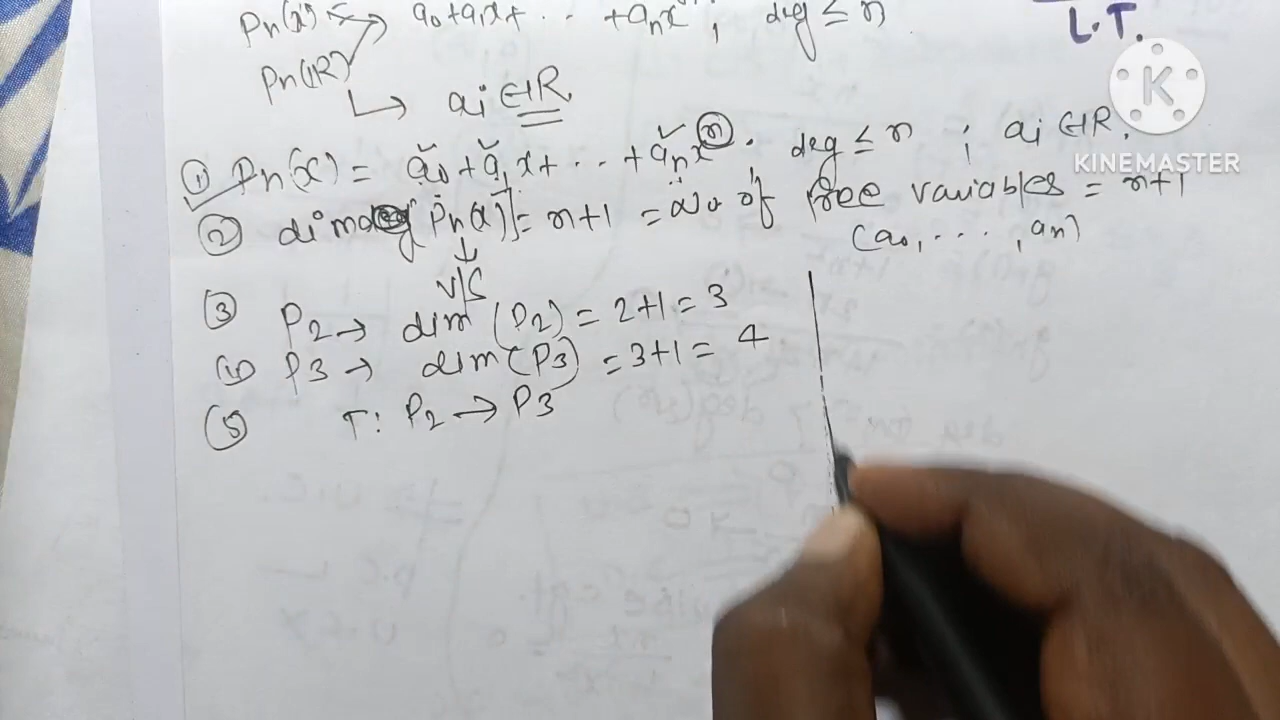 Pn(x) a0+a1x+ .. +anx^n, deg ≤ n
L.T.
Pn(IR)
↳ ai ∈ IR
K
KINEMASTER
① Pn(x) = a0+a1x+ ... + anx^n . deg ≤ n ; ai ∈ IR.
② dim [Pn(x)] = n+1 = No of free variables = n+1
(a0, ..., an)
↓
V/S
③ P2 → dim (P2) = 2+1 = 3
④ P3 → dim (P3) = 3+1 = 4
⑤ T: P2 → P3